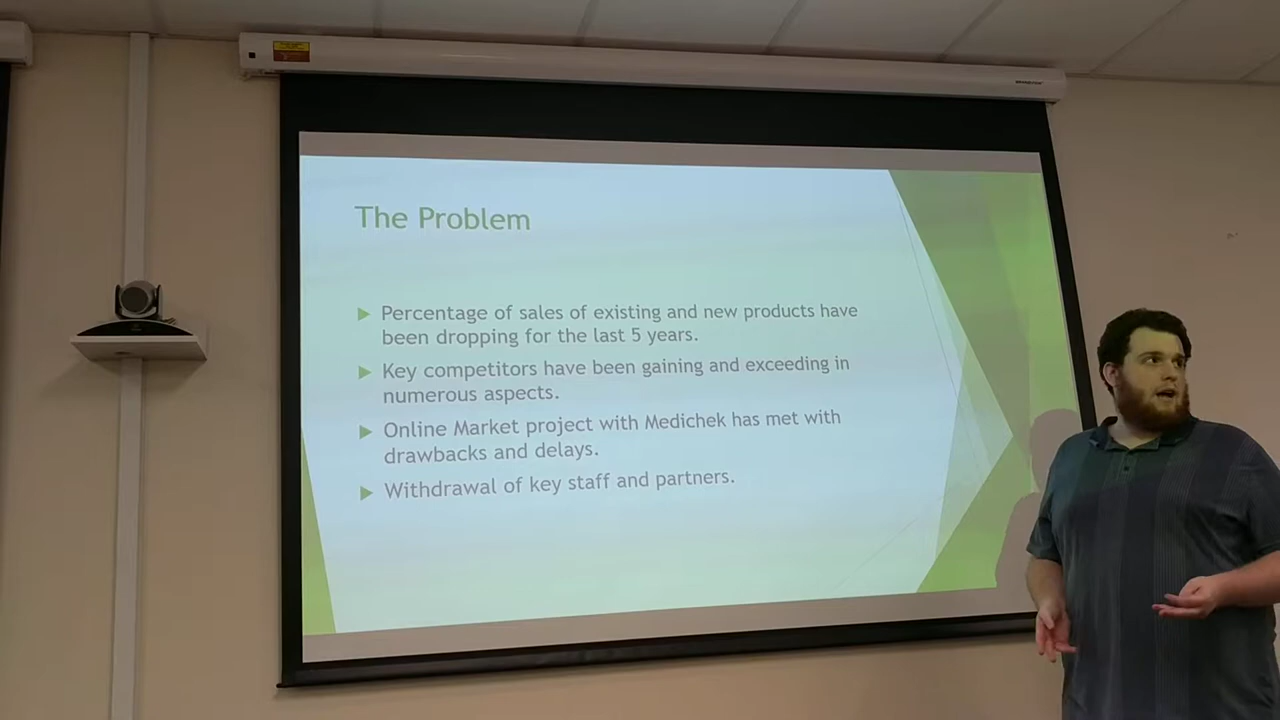 The Problem
Percentage of sales of existing and new products have
been dropping for the last 5 years.
Key competitors have been gaining and exceeding in
numerous aspects.
Online Market project with Medichek has met with
drawbacks and delays.
Withdrawal of key staff and partners.